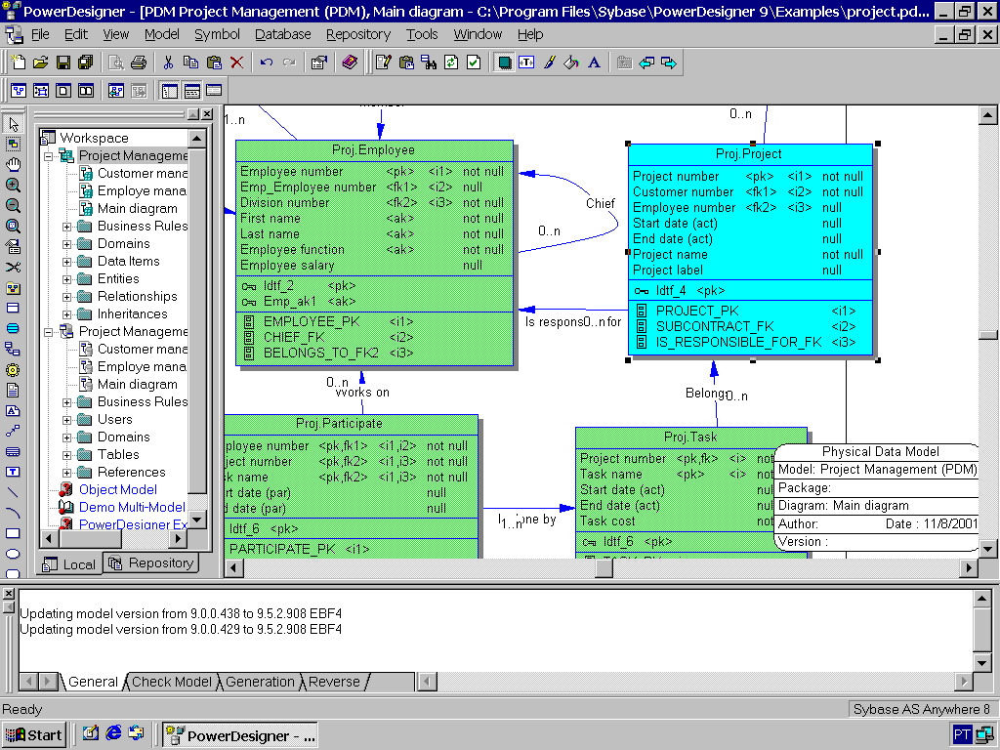 PowerDesigner - [PDM Project Management (PDM), Main diagram - C:\Program Files\Sybase\PowerDesigner 9\Examples\project.pd...
File Edit View Model Symbol Database Repository Tools Window Help
Workspace
Project Manageme
Customer mana
Employe mana
Main diagram
Business Rules
Domains
Data Items
Entities
Relationships
Inheritances
Project Manageme
Customer mana
Employe mana
Main diagram
Business Rules
Users
Domains
Tables
References
Object Model
Demo Multi-Model
PowerDesigner Ex
Local Repository
1..n
0..n
Proj.Employee
Employee number <pk> <i1> not null
Emp_Employee number <fk1> <i2> null
Division number <fk2> <i3> not null
First name <ak> not null
Last name <ak> not null
Employee function <ak> not null
Employee salary null
Idtf_2 <pk>
Emp_ak1 <ak>
EMPLOYEE_PK <i1>
CHIEF_FK <i2>
BELONGS_TO_FK2 <i3>
Chief
0..n
Proj.Project
Project number <pk> <i1> not null
Customer number <fk1> <i2> not null
Employee number <fk2> <i3> null
Start date (act) null
End date (act) null
Project name not null
Project label null
Idtf_4 <pk>
PROJECT_PK <i1>
SUBCONTRACT_FK <i2>
IS_RESPONSIBLE_FOR_FK <i3>
Is respons0..nfor
0..n
works on
Belong
0..n
Proj.Participate
ployee number <pk,fk1> <i1,i2> not null
ject number <pk,fk2> <i1,i3> not null
k name <pk,fk2> <i1,i3> not null
rt date (par) null
d date (par) null
Idtf_6 <pk>
PARTICIPATE_PK <i1>
1..n
ne by
Proj.Task
Project number <pk,fk> <i> not
Task name <pk> <i> not
Start date (act) nul
End date (act) nul
Task cost not
Idtf_6 <pk>
Physical Data Model
Model: Project Management (PDM)
Package:
Diagram: Main diagram
Author: Date : 11/8/2001
Version :
Updating model version from 9.0.0.438 to 9.5.2.908 EBF4
Updating model version from 9.0.0.429 to 9.5.2.908 EBF4
General Check Model Generation Reverse
Ready
Sybase AS Anywhere 8
Start
PowerDesigner - ...
PT